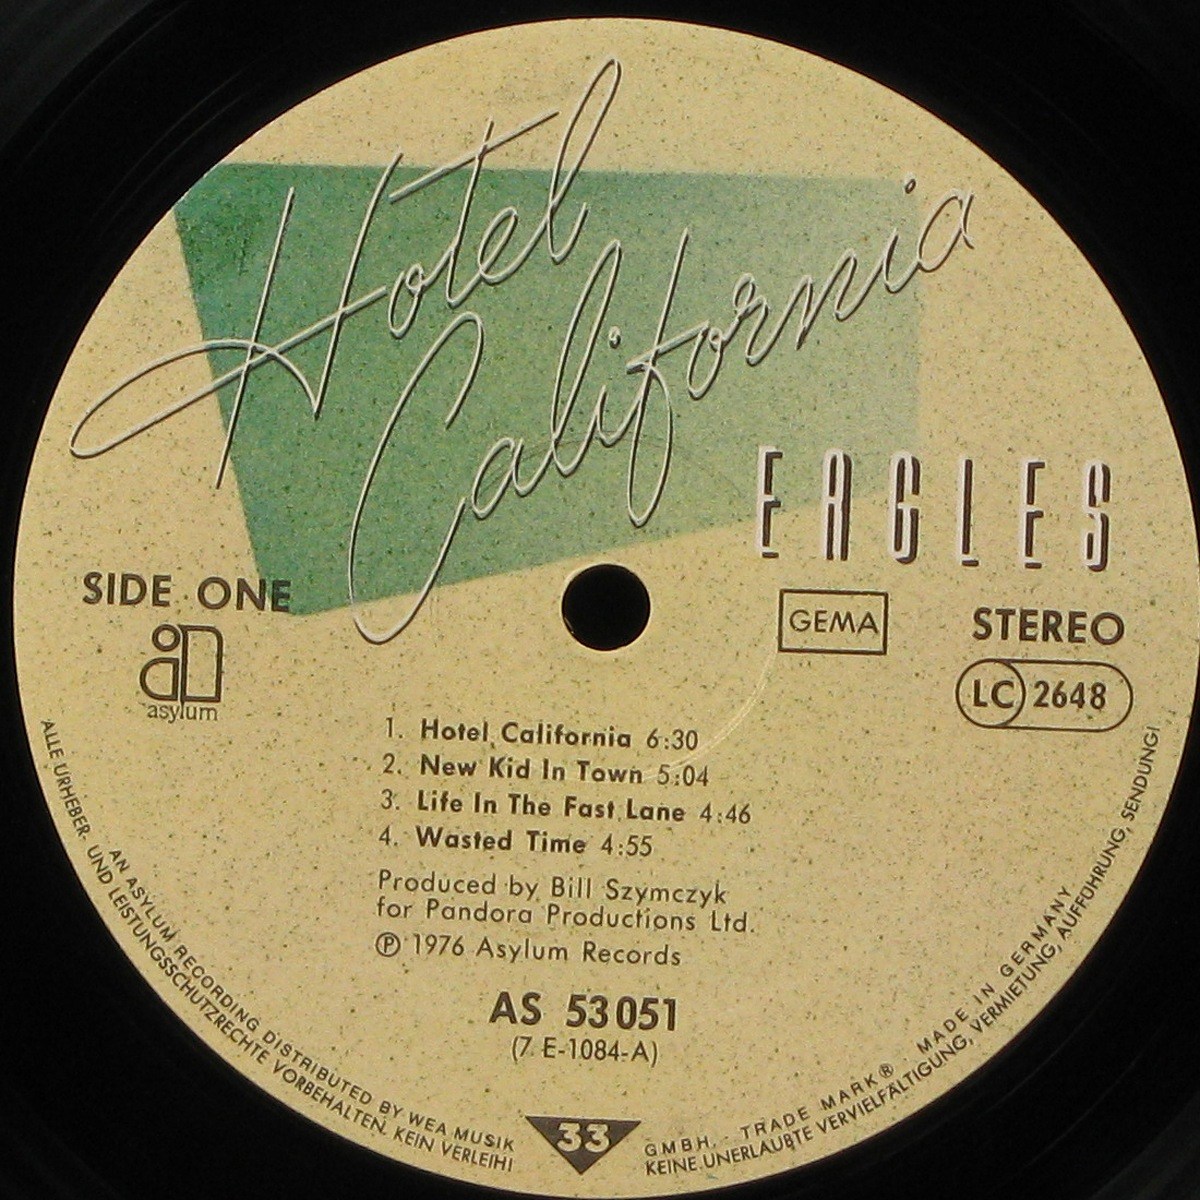 Hotel
California
EAGLES
SIDE ONE
GEMA
STEREO
asylum
LC 2648
1. Hotel California 6:30
2. New Kid In Town 5:04
3. Life In The Fast Lane 4:46
4. Wasted Time 4:55
Produced by Bill Szymczyk
for Pandora Productions Ltd.
Ⓟ 1976 Asylum Records
AS 53 051
(7 E-1084-A)
33
AN ASYLUM RECORDING DISTRIBUTED BY WEA MUSIK GMBH. · TRADE MARK® MADE IN GERMANY
ALLE URHEBER- UND LEISTUNGSSCHUTZRECHTE VORBEHALTEN. KEIN VERLEIH! KEINE UNERLAUBTE VERVIELFÄLTIGUNG, VERMIETUNG, AUFFÜHRUNG, SENDUNG!